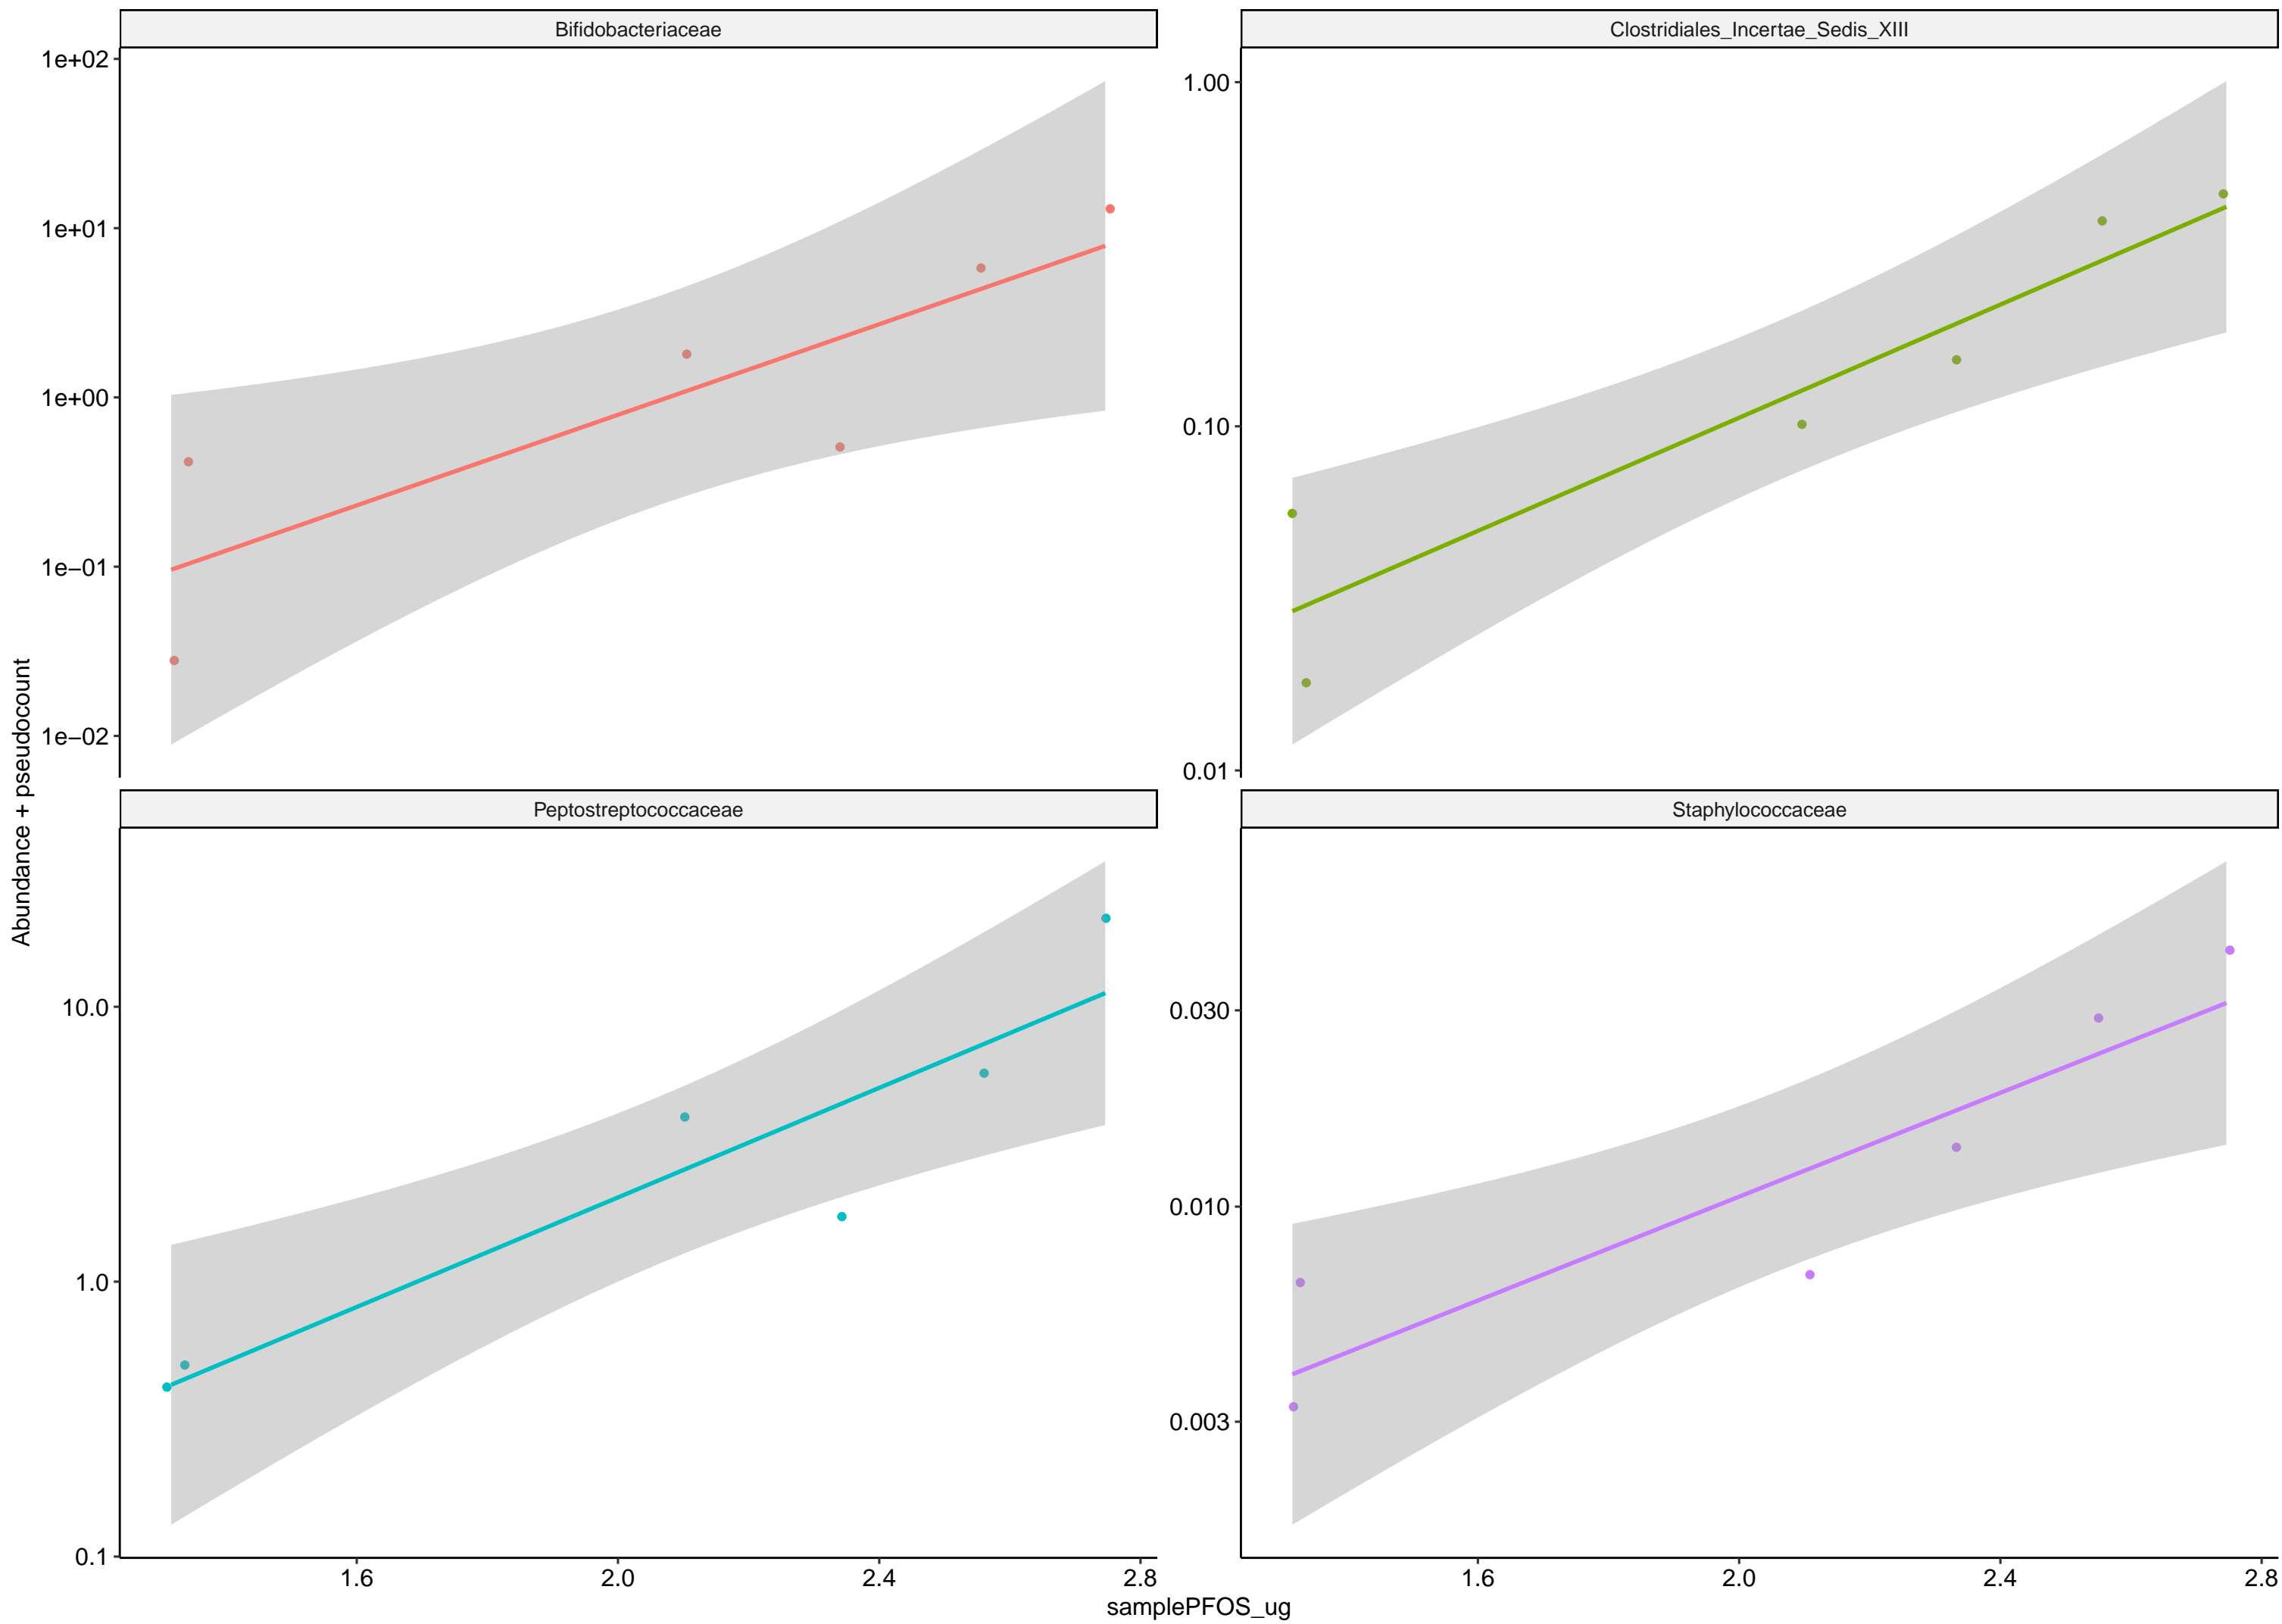 Bifidobacteriaceae
Clostridiales_Incertae_Sedis_XIII
1e+02
1e+01
1e+00
1e−01
1e−02
1.00
0.10
0.01
Peptostreptococcaceae
Staphylococcaceae
10.0
1.0
0.1
0.030
0.010
0.003
1.6 2.0 2.4 2.8
1.6 2.0 2.4 2.8
samplePFOS_ug
Abundance + pseudocount